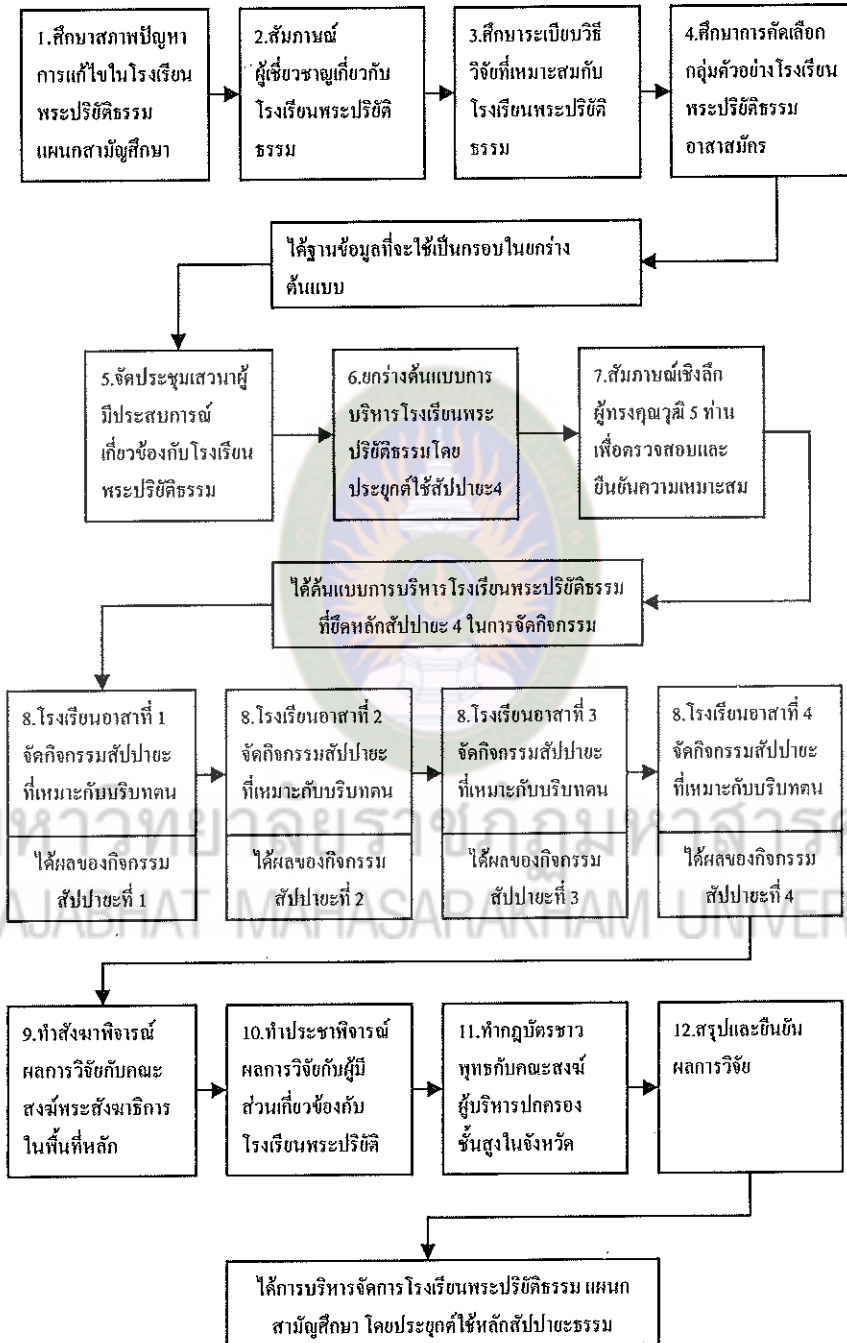 1.ศึกษาสภาพปัญหา
การแก้ไขในโรงเรียน
พระปริยัติธรรม
แผนกสามัญศึกษา
2.สัมภาษณ์
ผู้เชี่ยวชาญเกี่ยวกับ
โรงเรียนพระปริยัติ
ธรรม
3.ศึกษาระเบียบวิธี
วิจัยที่เหมาะสมกับ
โรงเรียนพระปริยัติ
ธรรม
4.ศึกษาการคัดเลือก
กลุ่มตัวอย่างโรงเรียน
พระปริยัติธรรม
อาสาสมัคร
ได้ฐานข้อมูลที่จะใช้เป็นกรอบในยกร่าง
ต้นแบบ
5.จัดประชุมเสวนาผู้
มีประสบการณ์
เกี่ยวข้องกับโรงเรียน
พระปริยัติธรรม
6.ยกร่างต้นแบบการ
บริหารโรงเรียนพระ
ปริยัติธรรมโดย
ประยุกต์ใช้สัปปายะ4
7.สัมภาษณ์เชิงลึก
ผู้ทรงคุณวุฒิ 5 ท่าน
เพื่อตรวจสอบและ
ยืนยันความเหมาะสม
ได้ต้นแบบการบริหารโรงเรียนพระปริยัติธรรม
ที่ยึดหลักสัปปายะ 4 ในการจัดกิจกรรม
8.โรงเรียนอาสาที่ 1
จัดกิจกรรมสัปปายะ
ที่เหมาะกับบริบทตน
ได้ผลของกิจกรรม
สัปปายะที่ 1
8.โรงเรียนอาสาที่ 2
จัดกิจกรรมสัปปายะ
ที่เหมาะกับบริบทตน
ได้ผลของกิจกรรม
สัปปายะที่ 2
8.โรงเรียนอาสาที่ 3
จัดกิจกรรมสัปปายะ
ที่เหมาะกับบริบทตน
ได้ผลของกิจกรรม
สัปปายะที่ 3
8.โรงเรียนอาสาที่ 4
จัดกิจกรรมสัปปายะ
ที่เหมาะกับบริบทตน
ได้ผลของกิจกรรม
สัปปายะที่ 4
9.ทำสังฆาพิจารณ์
ผลการวิจัยกับคณะ
สงฆ์พระสังฆาธิการ
ในพื้นที่หลัก
10.ทำประชาพิจารณ์
ผลการวิจัยกับผู้มี
ส่วนเกี่ยวข้องกับ
โรงเรียนพระปริยัติ
11.ทำกฎบัตรชาว
พุทธกับคณะสงฆ์
ผู้บริหารปกครอง
ชั้นสูงในจังหวัด
12.สรุปและยืนยัน
ผลการวิจัย
ได้การบริหารจัดการโรงเรียนพระปริยัติธรรม แผนก
สามัญศึกษา โดยประยุกต์ใช้หลักสัปปายะธรรม